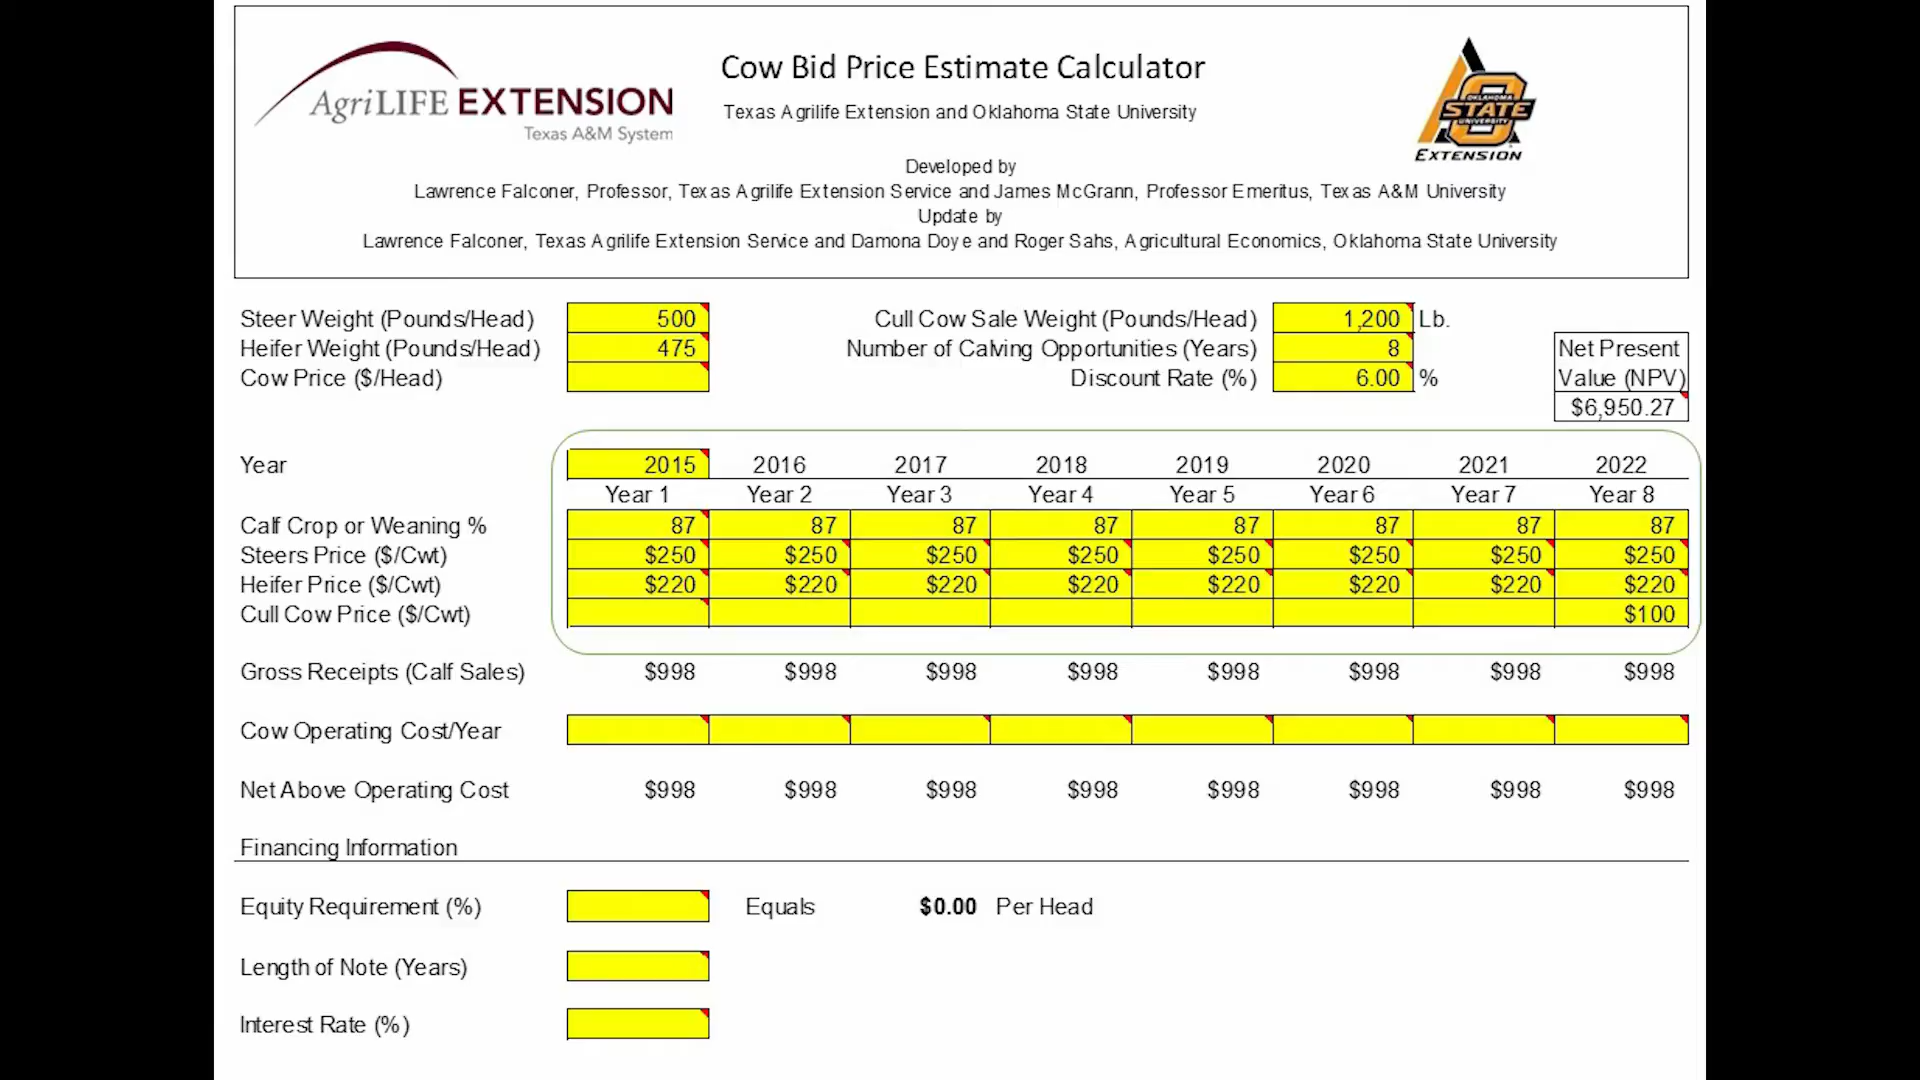 AgriLIFE EXTENSION
Texas A&M System
Cow Bid Price Estimate Calculator
Texas Agrilife Extension and Oklahoma State University
OKLAHOMA
STATE
UNIVERSITY
EXTENSION
Developed by
Lawrence Falconer, Professor, Texas Agrilife Extension Service and James McGrann, Professor Emeritus, Texas A&M University
Update by
Lawrence Falconer, Texas Agrilife Extension Service and Damona Doye and Roger Sahs, Agricultural Economics, Oklahoma State University
Steer Weight (Pounds/Head) 500 Cull Cow Sale Weight (Pounds/Head) 1,200 Lb.
Heifer Weight (Pounds/Head) 475 Number of Calving Opportunities (Years) 8 Net Present
Cow Price ($/Head) Discount Rate (%) 6.00 % Value (NPV)
$6,950.27
Year 2015 2016 2017 2018 2019 2020 2021 2022
Year 1 Year 2 Year 3 Year 4 Year 5 Year 6 Year 7 Year 8
Calf Crop or Weaning % 87 87 87 87 87 87 87 87
Steers Price ($/Cwt) $250 $250 $250 $250 $250 $250 $250 $250
Heifer Price ($/Cwt) $220 $220 $220 $220 $220 $220 $220 $220
Cull Cow Price ($/Cwt) $100
Gross Receipts (Calf Sales) $998 $998 $998 $998 $998 $998 $998 $998
Cow Operating Cost/Year
Net Above Operating Cost $998 $998 $998 $998 $998 $998 $998 $998
Financing Information
Equity Requirement (%) Equals $0.00 Per Head
Length of Note (Years)
Interest Rate (%)